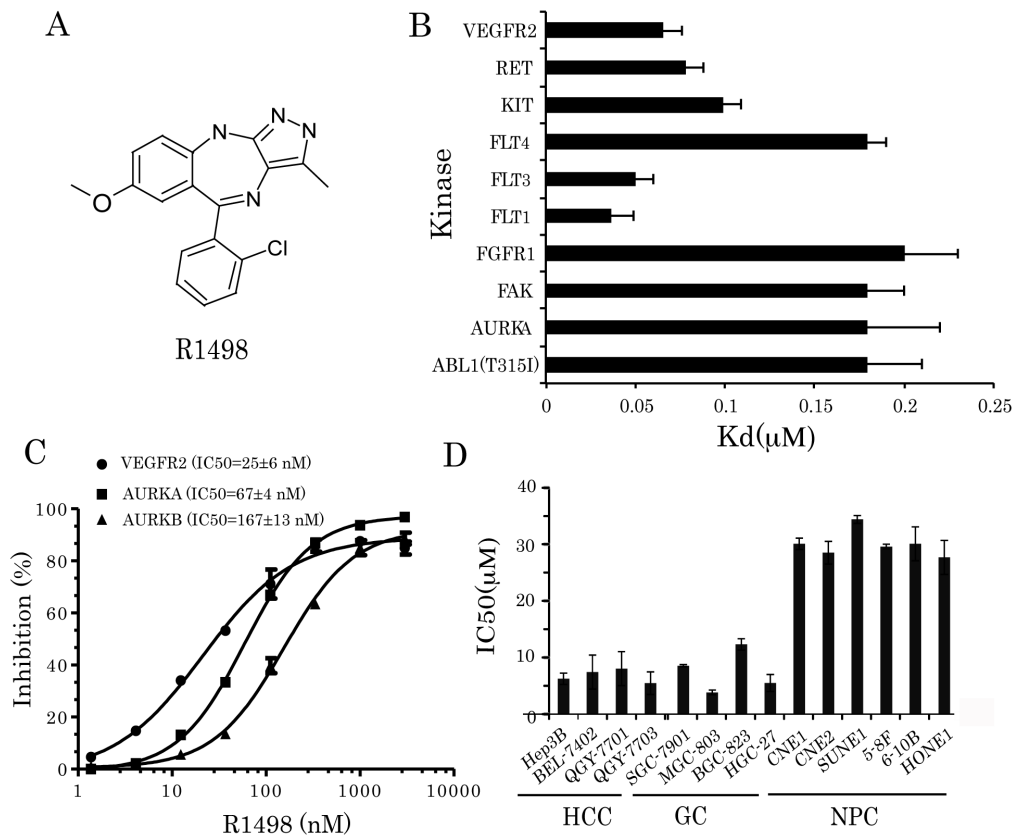 A
N
N
N
N
O
Cl
R1498
B
Kinase
VEGFR2
RET
KIT
FLT4
FLT3
FLT1
FGFR1
FAK
AURKA
ABL1(T315I)
0 0.05 0.1 0.15 0.2 0.25
Kd(μM)
C
VEGFR2 (IC50=25±6 nM)
AURKA (IC50=67±4 nM)
AURKB (IC50=167±13 nM)
Inhibition (%)
100
80
60
40
20
0
1 10 100 1000 10000
R1498 (nM)
D
IC50(μM)
40
30
20
10
0
Hep3B
BEL-7402
QGY-7701
QGY-7703
SGC-7901
MGC-803
BGC-823
HGC-27
CNE1
CNE2
SUNE1
5-8F
6-10B
HONE1
HCC GC NPC